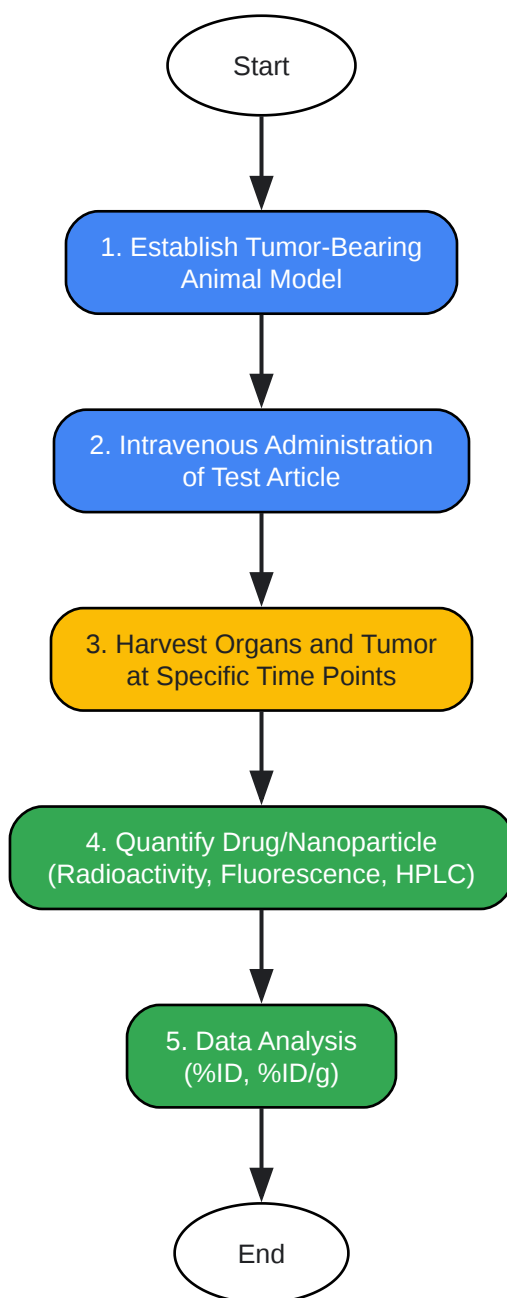 Start
1. Establish Tumor-Bearing
Animal Model
2. Intravenous Administration
of Test Article
3. Harvest Organs and Tumor
at Specific Time Points
4. Quantify Drug/Nanoparticle
(Radioactivity, Fluorescence, HPLC)
5. Data Analysis
(%ID, %ID/g)
End